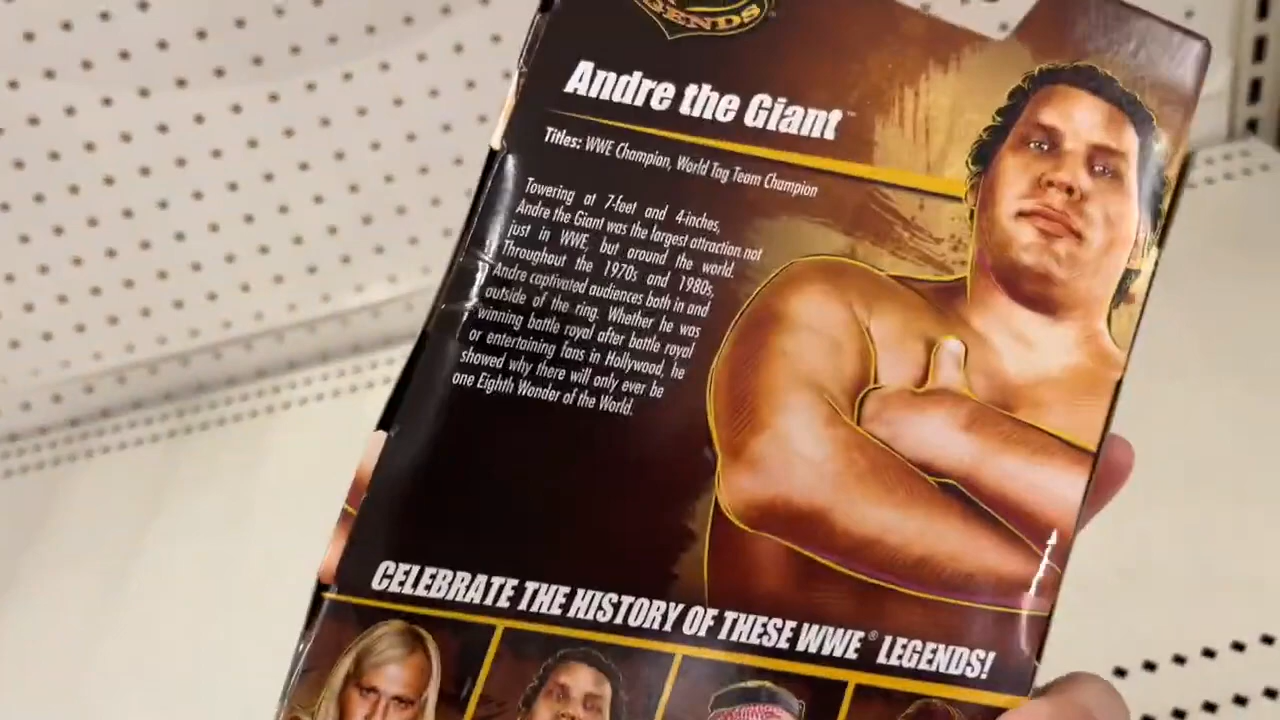 GENDS
Andre the Giant™
Titles: WWE Champion, World Tag Team Champion
Towering at 7-feet and 4-inches,
Andre the Giant was the largest attraction not
just in WWE, but around the world.
Throughout the 1970s and 1980s,
Andre captivated audiences both in and
outside of the ring. Whether he was
winning battle royal after battle royal
or entertaining fans in Hollywood, he
showed why there will only ever be
one Eighth Wonder of the World.
CELEBRATE THE HISTORY OF THESE WWE® LEGENDS!